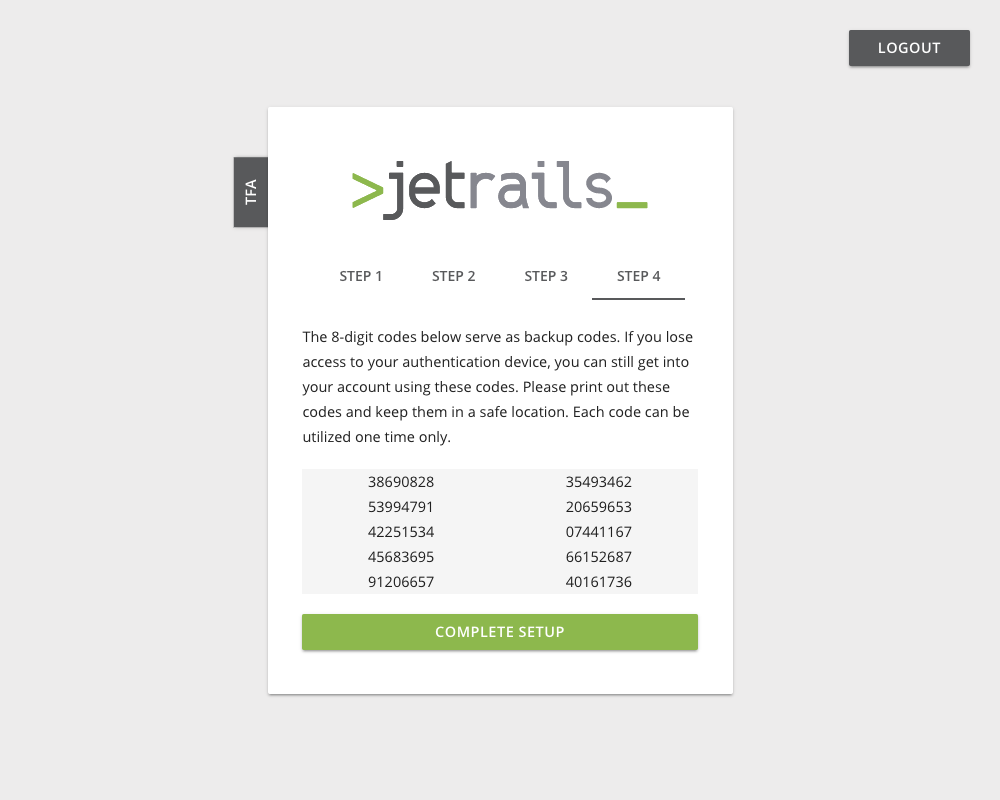 LOGOUT
TFA
>jetrails_
STEP 1 STEP 2 STEP 3 STEP 4
The 8-digit codes below serve as backup codes. If you lose
access to your authentication device, you can still get into
your account using these codes. Please print out these
codes and keep them in a safe location. Each code can be
utilized one time only.
38690828 35493462
53994791 20659653
42251534 07441167
45683695 66152687
91206657 40161736
COMPLETE SETUP